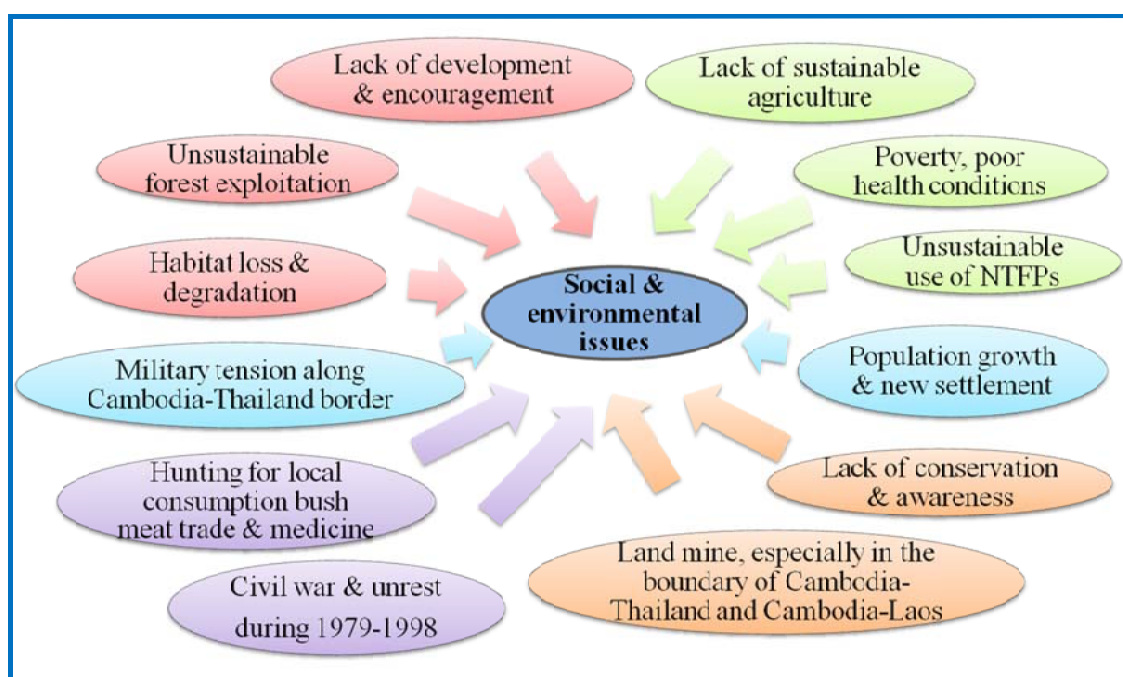 Lack of development
& encouragement
Lack of sustainable
agriculture
Unsustainable
forest exploitation
Poverty, poor
health conditions
Habitat loss &
degradation
Unsustainable
use of NTFPs
Social &
environmental
issues
Military tension along
Cambodia-Thailand border
Population growth
& new settlement
Hunting for local
consumption bush
meat trade & medicine
Lack of conservation
& awareness
Civil war & unrest
during 1979-1998
Land mine, especially in the
boundary of Cambodia-
Thailand and Cambodia-Laos